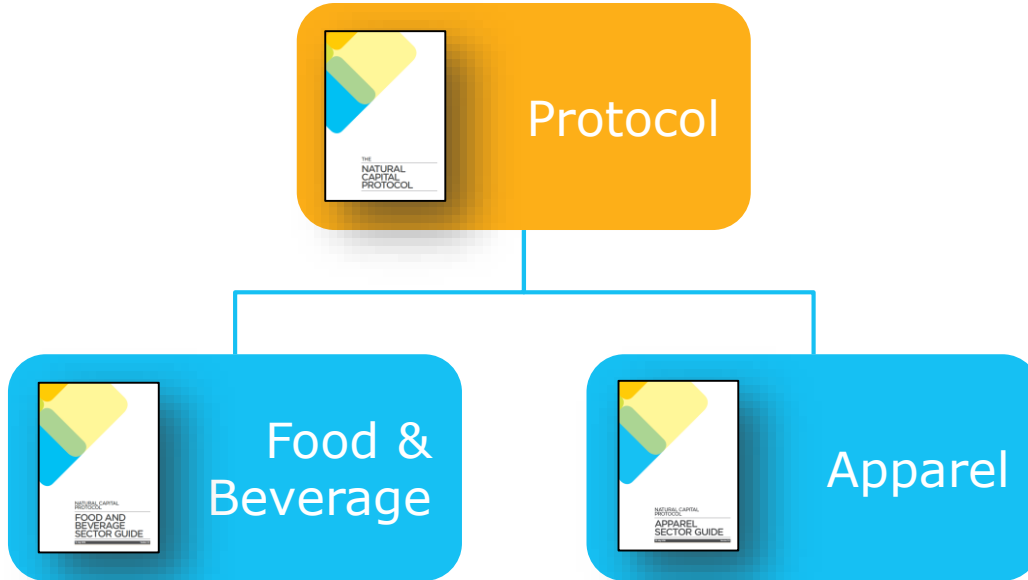 Protocol
THE
NATURAL
CAPITAL
PROTOCOL
Food &
Beverage
NATURAL CAPITAL
PROTOCOL
FOOD AND
BEVERAGE
SECTOR GUIDE
Apparel
NATURAL CAPITAL
PROTOCOL
APPAREL
SECTOR GUIDE